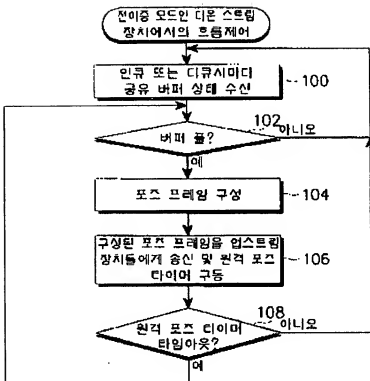 전이중 모드인 다운 스트림
장치에서의 흐름제어
인큐 또는 디큐시마다
공유 버퍼 상태 수신
100
버퍼 풀?
102
아니오
예
포즈 프레임 구성
104
구성된 포즈 프레임을 업스트림
장치들에게 송신 및 원격 포즈
타이머 구동
106
원격 포즈 타이머
타임아웃?
108
아니오
예